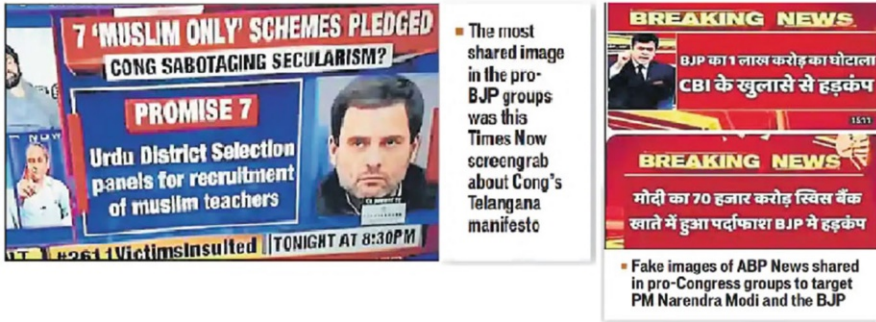 7 'MUSLIM ONLY' SCHEMES PLEDGED
CONG SABOTAGING SECULARISM?
PROMISE 7
Urdu District Selection
panels for recruitment
of muslim teachers
NOW
#2611VictimsInsulted
TONIGHT AT 8:30PM
▪ The most
shared image
in the pro-
BJP groups
was this
Times Now
screengrab
about Cong's
Telangana
manifesto
BREAKING NEWS
BJP का 1 लाख करोड़ का घोटाला
CBI के खुलासे से हड़कंप
BREAKING NEWS
मोदी का 70 हजार करोड़ स्विस बैंक
खाते में हुआ पर्दाफाश BJP मे हड़कंप
▪ Fake images of ABP News shared
in pro-Congress groups to target
PM Narendra Modi and the BJP